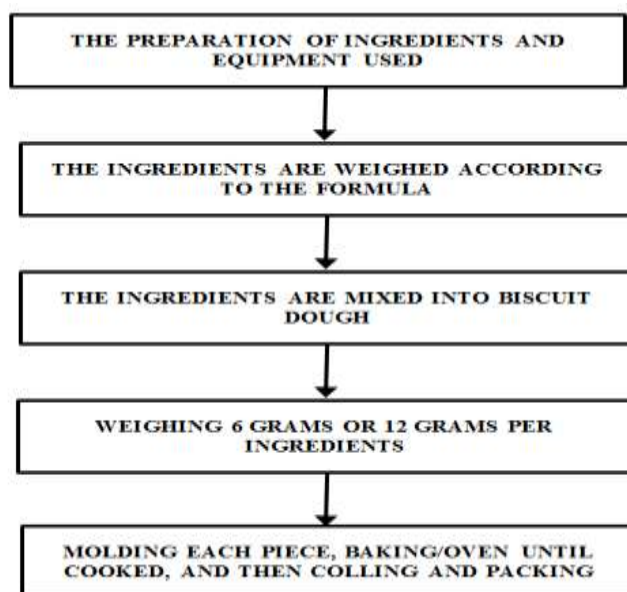 THE PREPARATION OF INGREDIENTS AND
EQUIPMENT USED
THE INGREDIENTS ARE WEIGHED ACCORDING
TO THE FORMULA
THE INGREDIENTS ARE MIXED INTO BISCUIT
DOUGH
WEIGHING 6 GRAMS OR 12 GRAMS PER
INGREDIENTS
MOLDING EACH PIECE, BAKING/OVEN UNTIL
COOKED, AND THEN COLLING AND PACKING